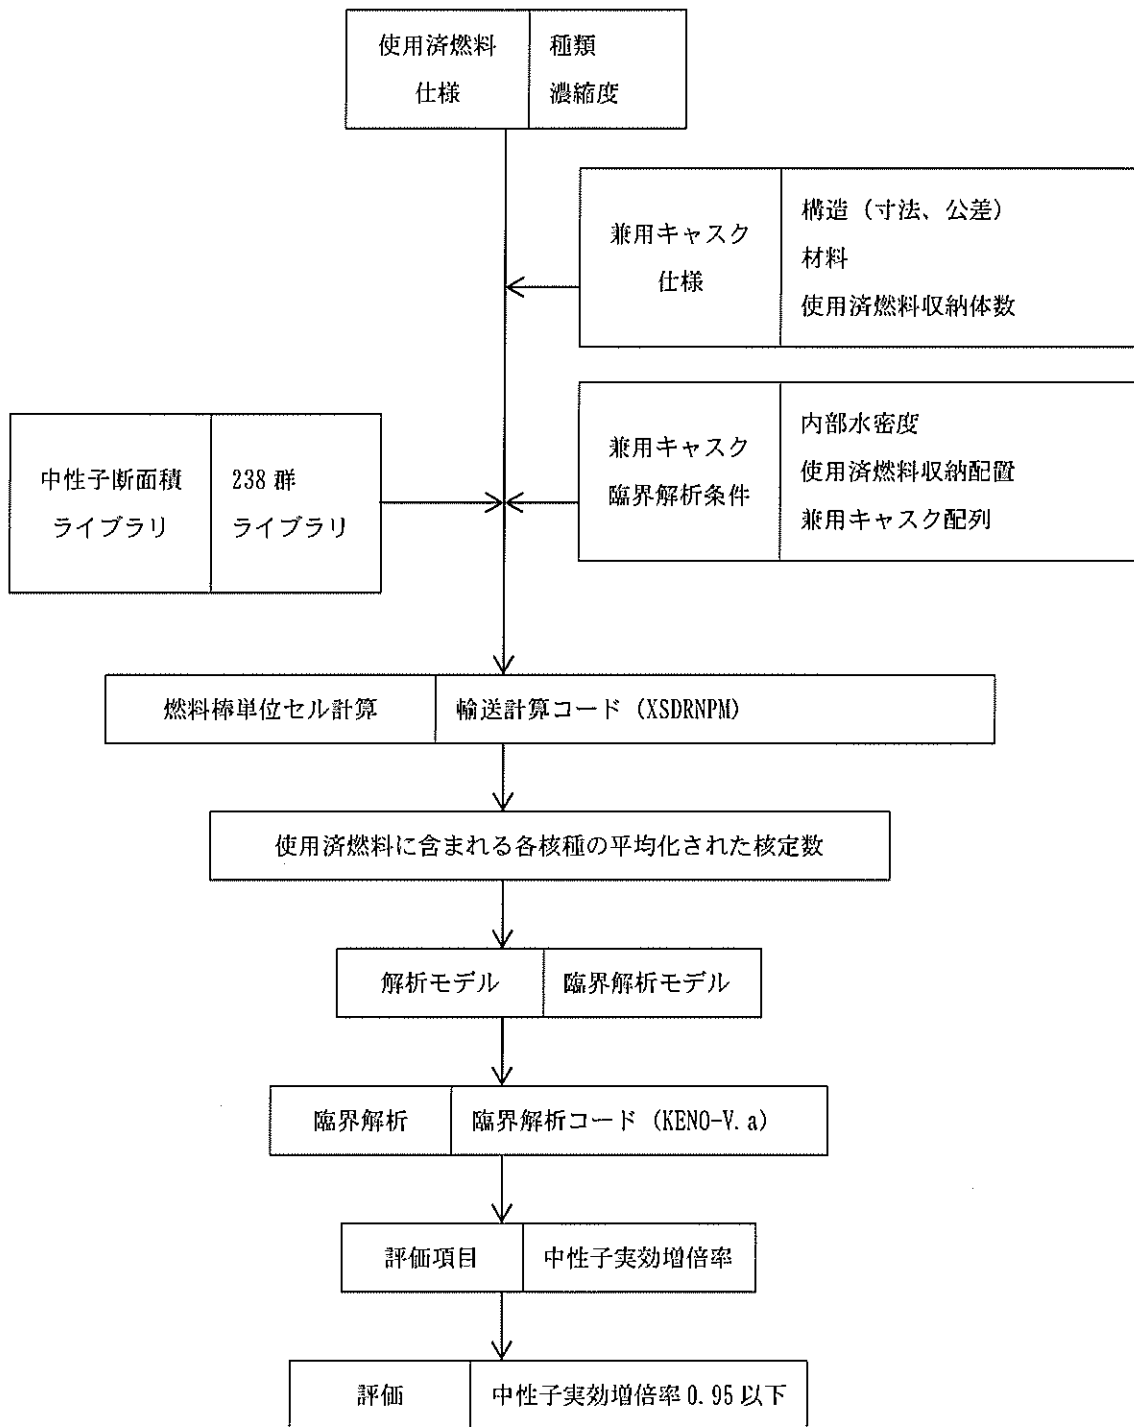 使用済燃料
仕様
種類
濃縮度
兼用キャスク
仕様
構造（寸法、公差）
材料
使用済燃料収納体数
中性子断面積
ライブラリ
238 群
ライブラリ
兼用キャスク
臨界解析条件
内部水密度
使用済燃料収納配置
兼用キャスク配列
燃料棒単位セル計算
輸送計算コード（XSDRNPM）
使用済燃料に含まれる各核種の平均化された核定数
解析モデル
臨界解析モデル
臨界解析
臨界解析コード（KENO-V.a）
評価項目
中性子実効増倍率
評価
中性子実効増倍率 0.95 以下